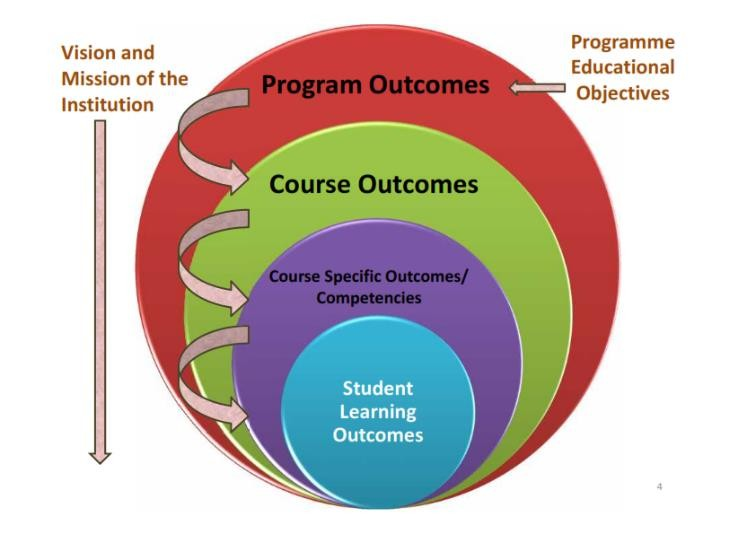 Vision and
Mission of the
Institution
Programme
Educational
Objectives
Program Outcomes
Course Outcomes
Course Specific Outcomes/
Competencies
Student
Learning
Outcomes
4